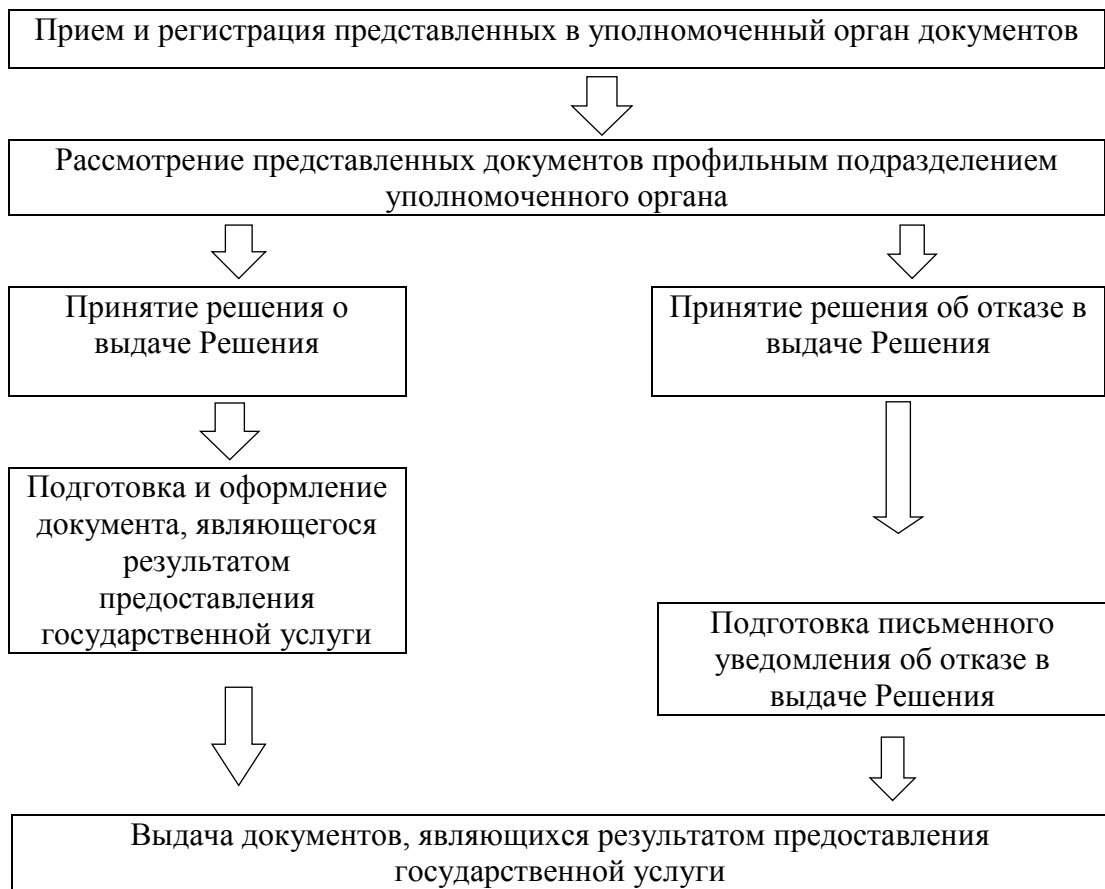 Прием и регистрация представленных в уполномоченный орган документов
Рассмотрение представленных документов профильным подразделением
уполномоченного органа
Принятие решения о
выдаче Решения
Принятие решения об отказе в
выдаче Решения
Подготовка и оформление
документа, являющегося
результатом
предоставления
государственной услуги
Подготовка письменного
уведомления об отказе в
выдаче Решения
Выдача документов, являющихся результатом предоставления
государственной услуги